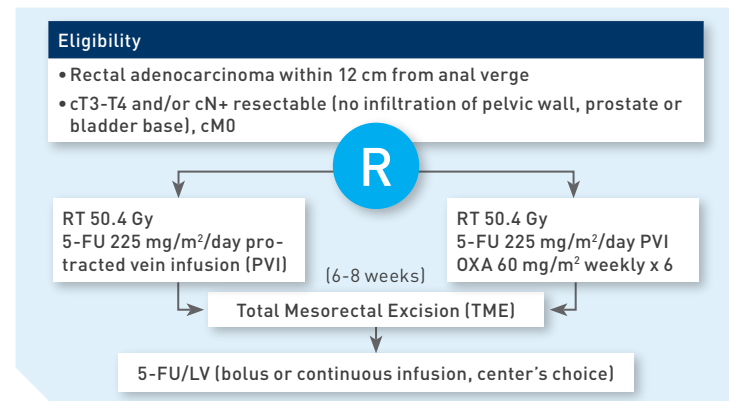 Eligibility
• Rectal adenocarcinoma within 12 cm from anal verge
• cT3-T4 and/or cN+ resectable (no infiltration of pelvic wall, prostate or
bladder base), cM0
R
RT 50.4 Gy
5-FU 225 mg/m²/day pro-
tracted vein infusion (PVI)
RT 50.4 Gy
5-FU 225 mg/m²/day PVI
OXA 60 mg/m² weekly x 6
(6-8 weeks)
Total Mesorectal Excision (TME)
5-FU/LV (bolus or continuous infusion, center's choice)